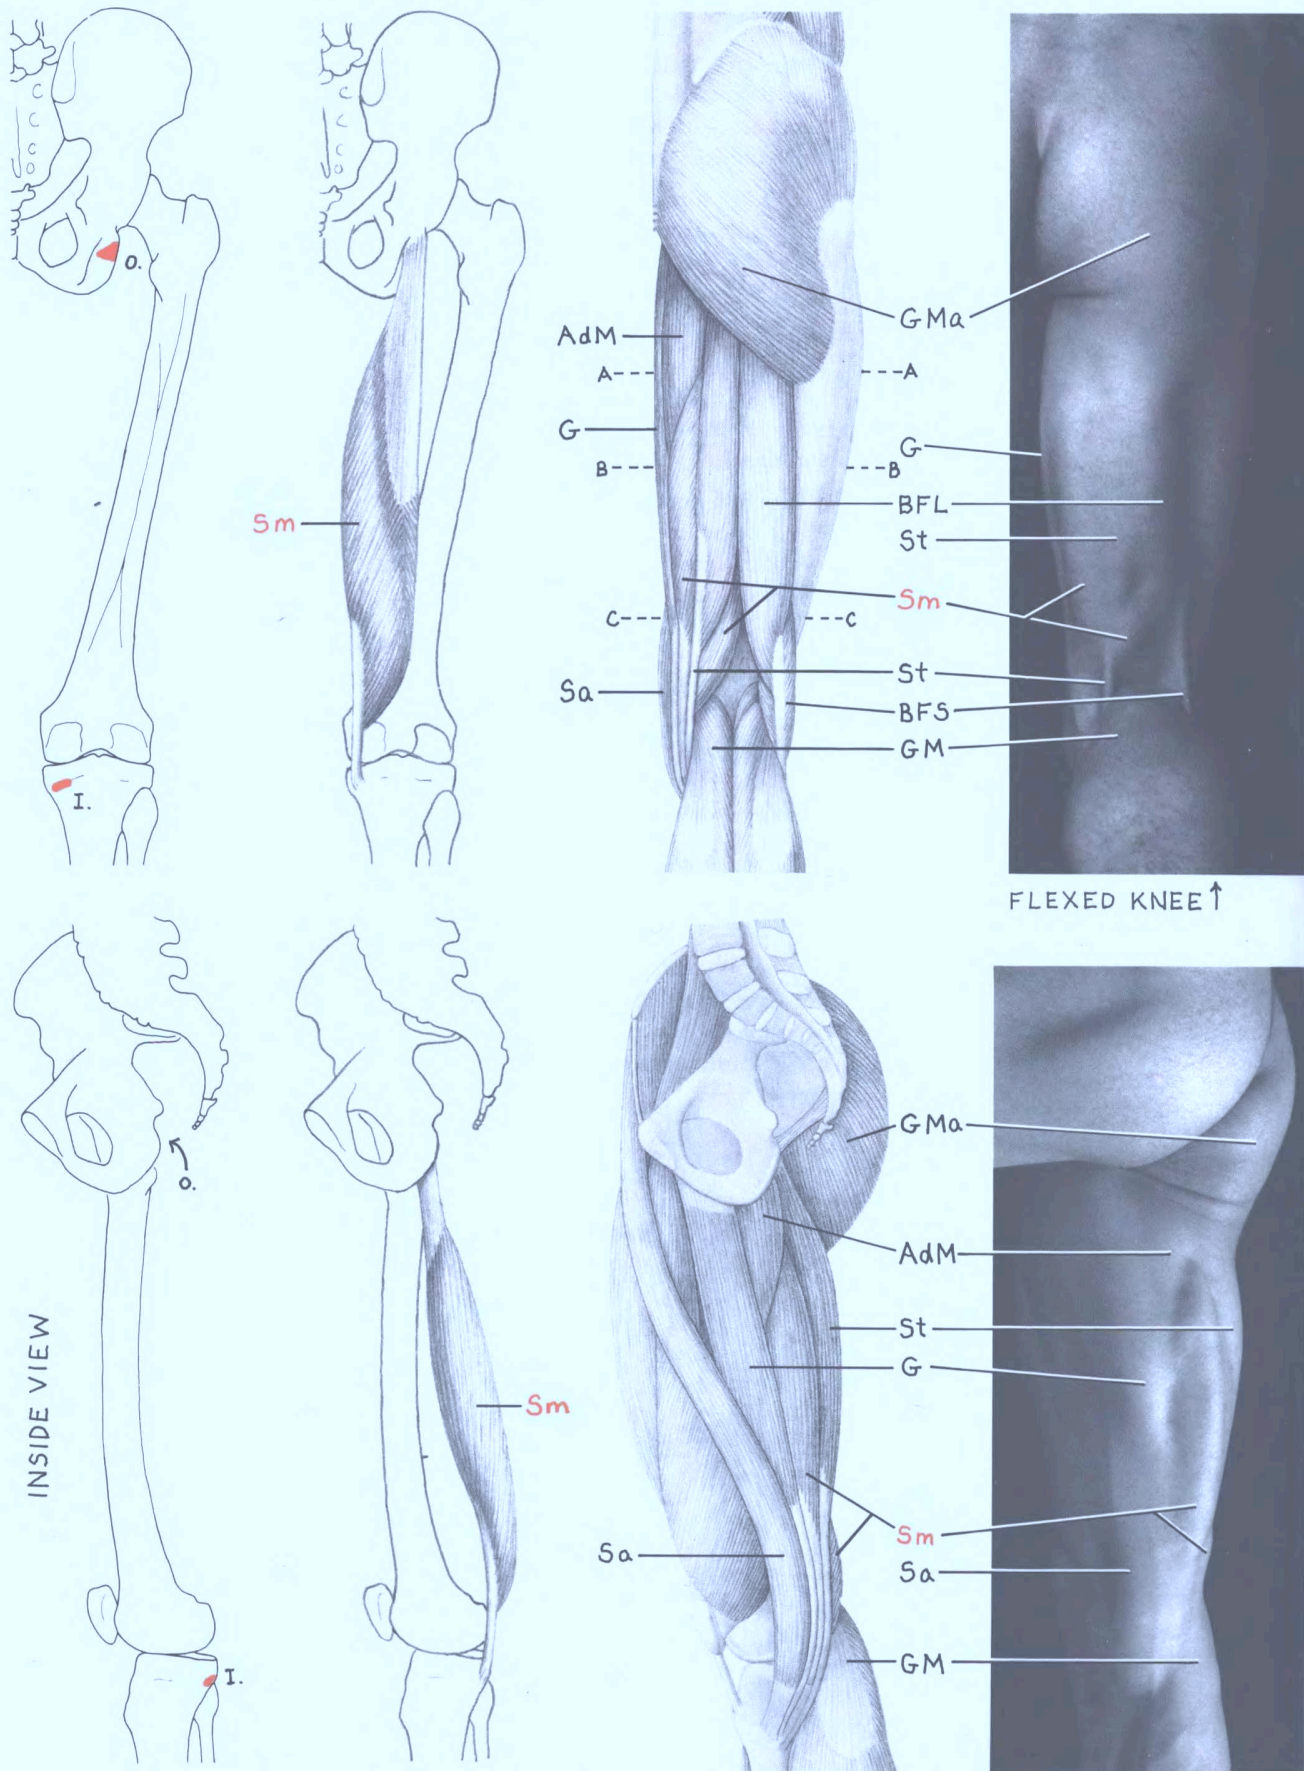 O.
I.
Sm
AdM
A
A
G
B
B
C
C
Sa
GMa
G
BFL
St
Sm
St
BFS
GM
FLEXED KNEE↑
INSIDE VIEW
O.
I.
Sm
Sa
GMa
AdM
St
G
Sm
Sa
GM